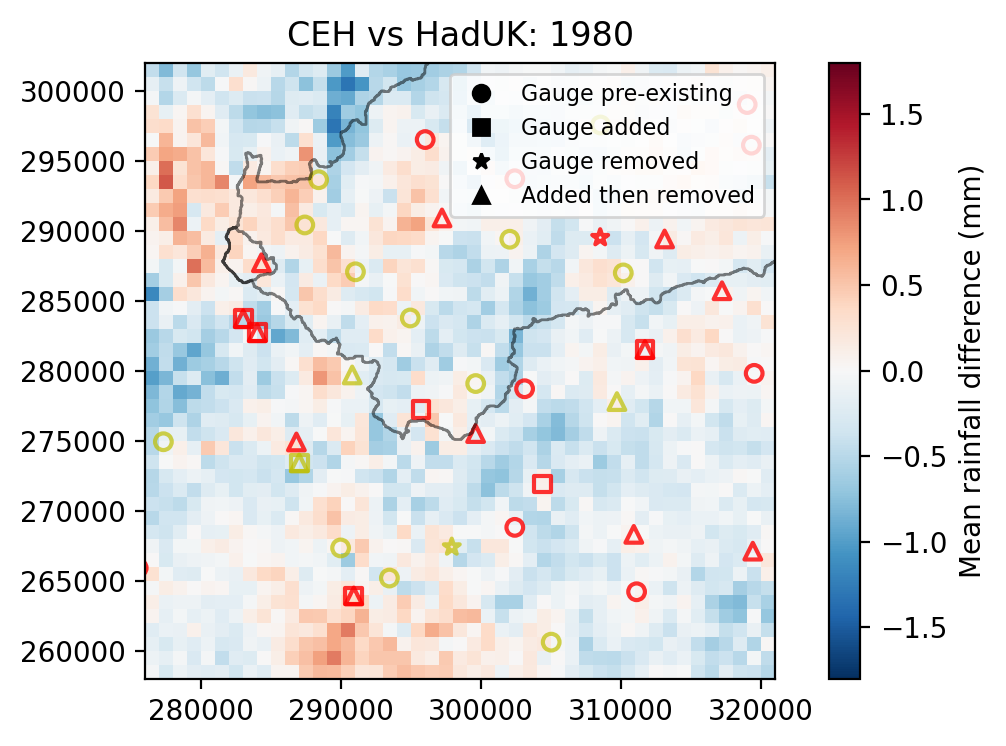 CEH vs HadUK: 1980
300000
295000
290000
285000
280000
275000
270000
265000
260000
280000 290000 300000 310000 320000
Gauge pre-existing
Gauge added
Gauge removed
Added then removed
1.5
1.0
0.5
0.0
−0.5
−1.0
−1.5
Mean rainfall difference (mm)